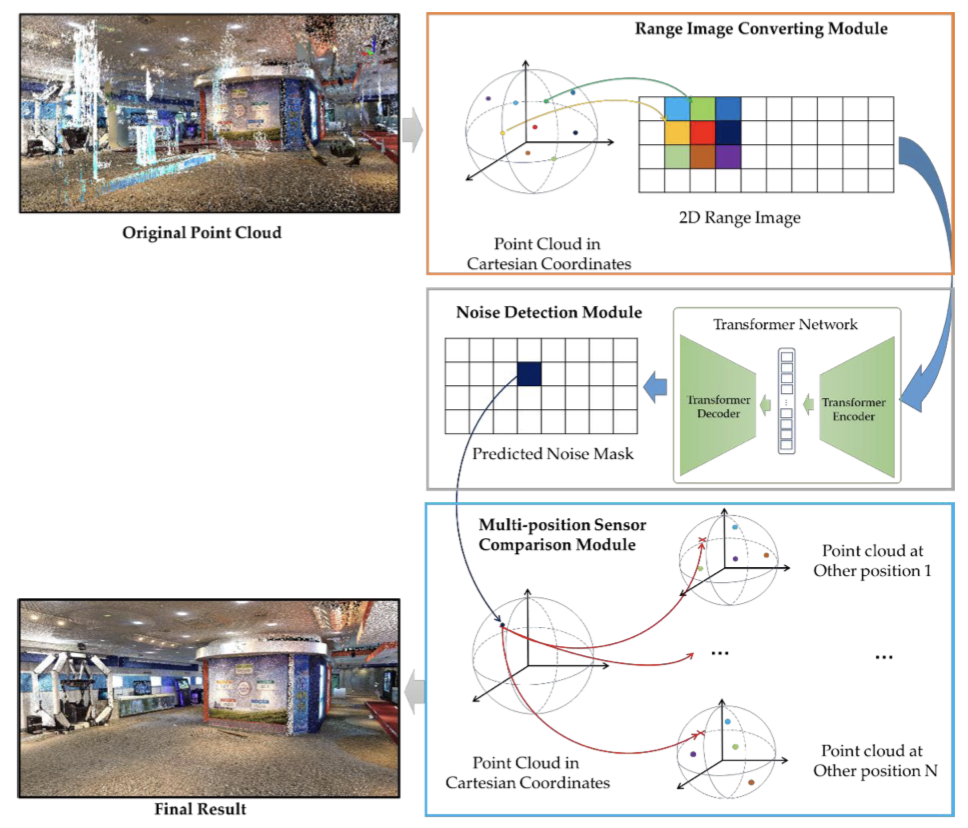 Range Image Converting Module
Original Point Cloud
2D Range Image
Point Cloud in
Cartesian Coordinates
Noise Detection Module
Transformer Network
Transformer
Decoder
...
Transformer
Encoder
Predicted Noise Mask
Multi-position Sensor
Comparison Module
Point cloud at
Other position 1
... ...
Point Cloud in
Cartesian Coordinates
Point cloud at
Other position N
Final Result